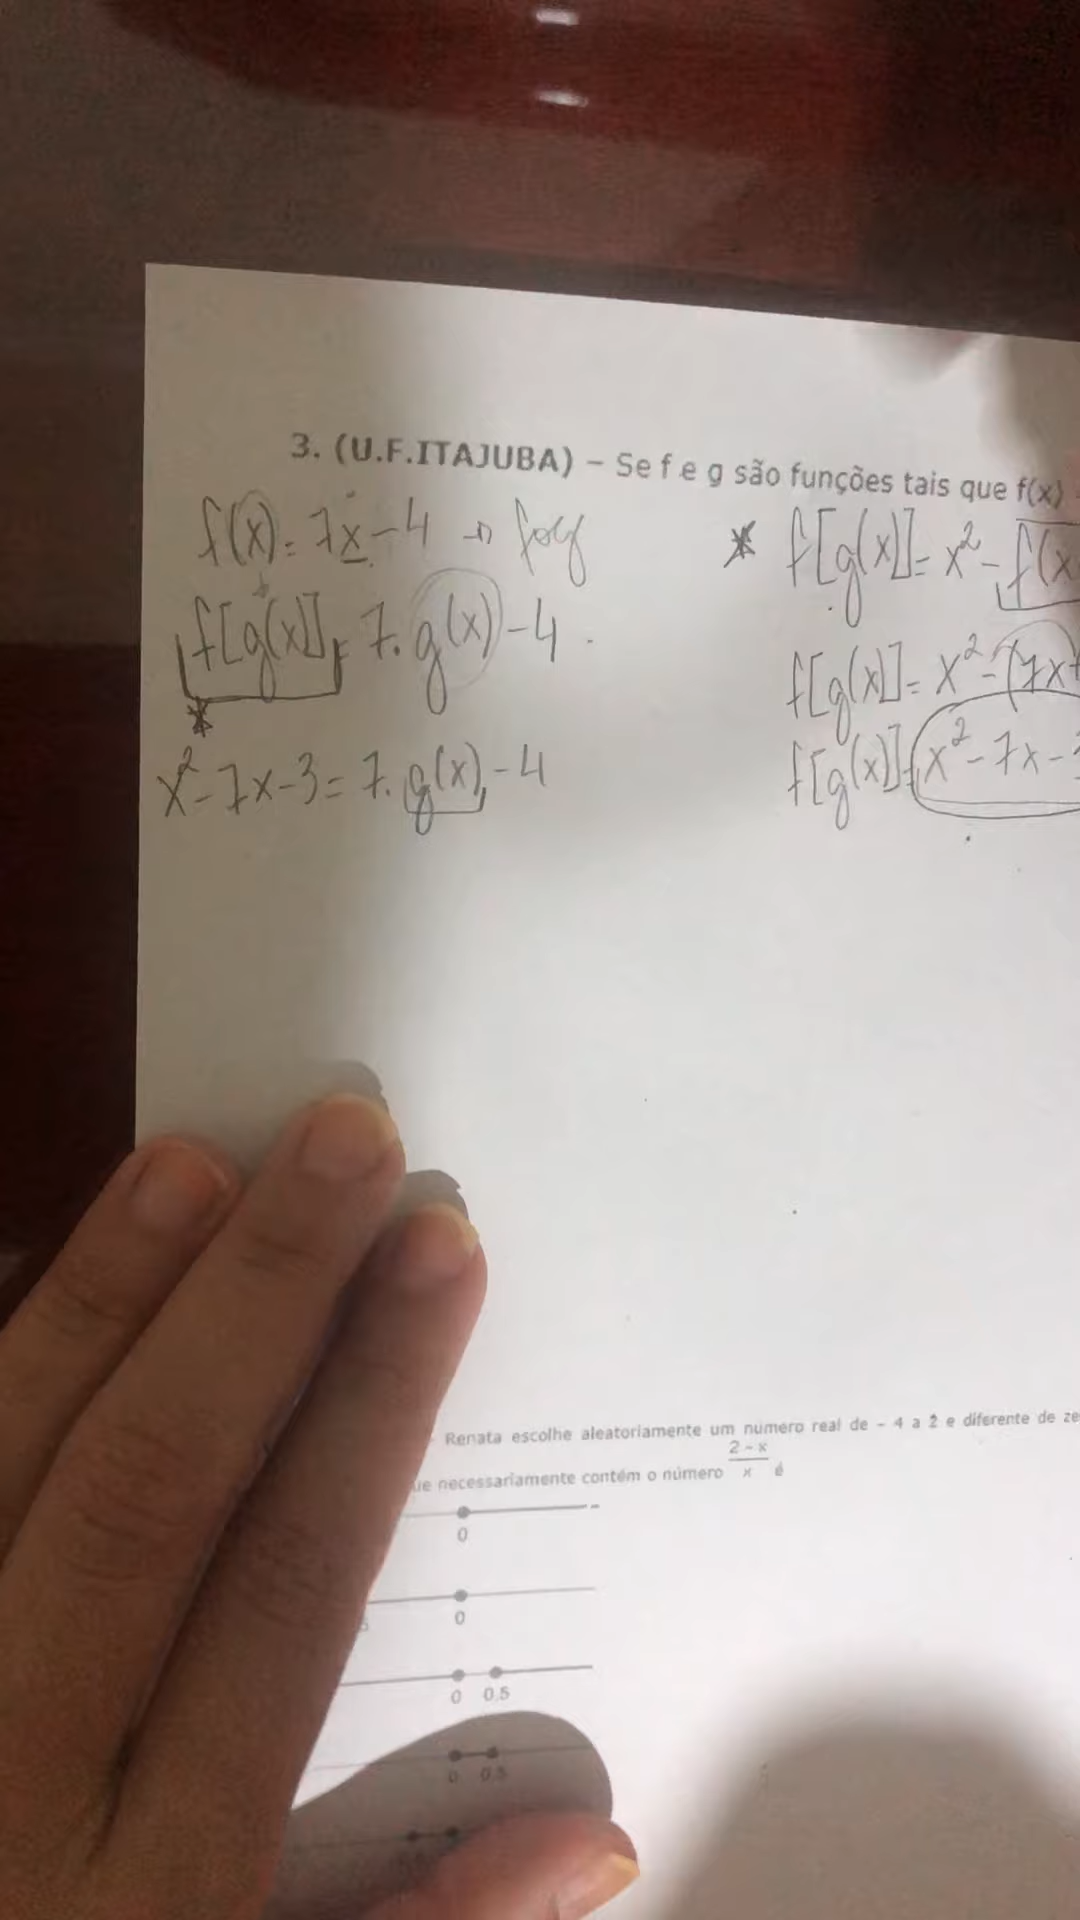 3. (U.F.ITAJUBA) – Se f e g são funções tais que f(x)
f(x) = 7x - 4 → fog
f[g(x)] = 7. g(x) - 4
x² - 7x - 3 = 7. g(x) - 4
* f[g(x)] = x² - f(x
f[g(x)] = x² - (7x
f[g(x)] = x² - 7x -
Renata escolhe aleatoriamente um número real de – 4 a 2 e diferente de ze
ue necessariamente contém o número 2 - x / x é
0
0
0 0,5
0 0,5